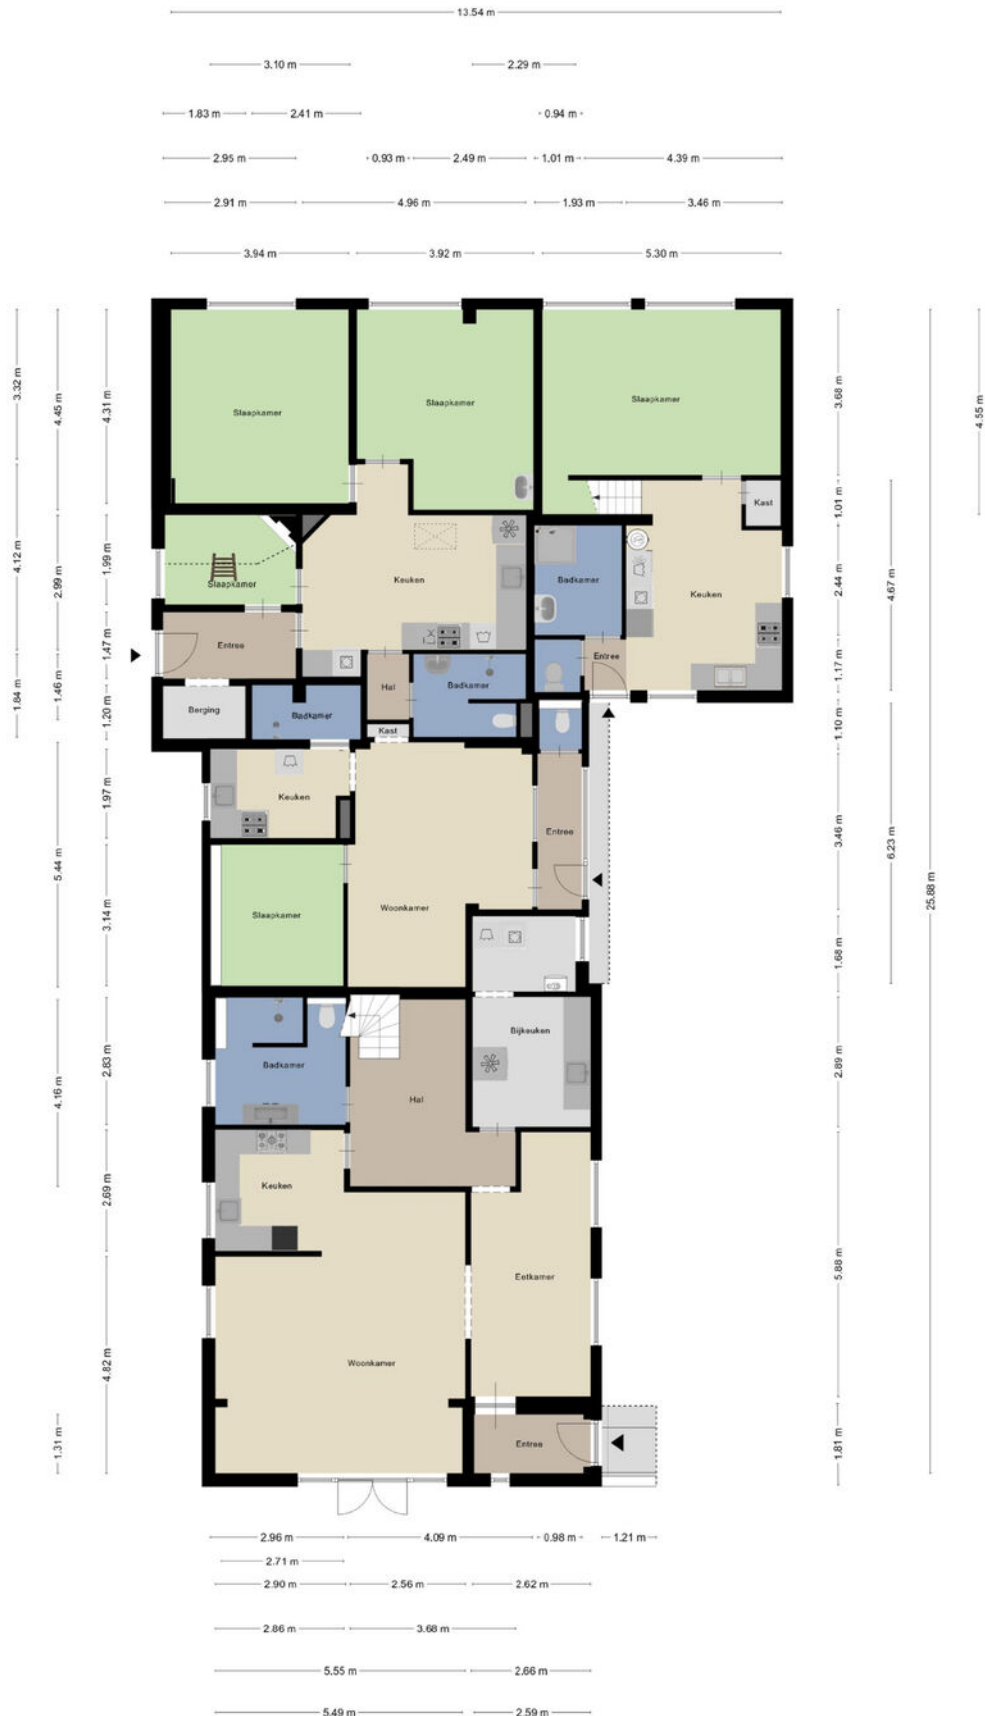 13.54 m
3.10 m
2.29 m
1.83 m
2.41 m
0.94 m
2.95 m
0.93 m
2.49 m
1.01 m
4.39 m
2.91 m
4.96 m
1.93 m
3.46 m
3.94 m
3.92 m
5.30 m
3.32 m
4.45 m
4.31 m
3.68 m
4.55 m
Slaapkamer
Slaapkamer
Slaapkamer
1.01 m
Kast
4.12 m
2.99 m
1.99 m
Slaapkamer
Keuken
Badkamer
Keuken
2.44 m
4.67 m
1.47 m
Entree
Entree
1.17 m
1.84 m
1.46 m
1.20 m
Berging
Badkamer
Hal
Badkamer
Kast
1.10 m
1.97 m
Keuken
Entree
3.46 m
6.23 m
25.88 m
5.44 m
3.14 m
Slaapkamer
Woonkamer
1.68 m
4.16 m
2.83 m
Badkamer
Hal
Bijkeuken
2.89 m
2.69 m
Keuken
Eetkamer
5.88 m
4.82 m
Woonkamer
1.31 m
Entree
1.81 m
2.96 m
4.09 m
0.98 m
1.21 m
2.71 m
2.90 m
2.56 m
2.62 m
2.86 m
3.68 m
5.55 m
2.66 m
5.49 m
2.59 m